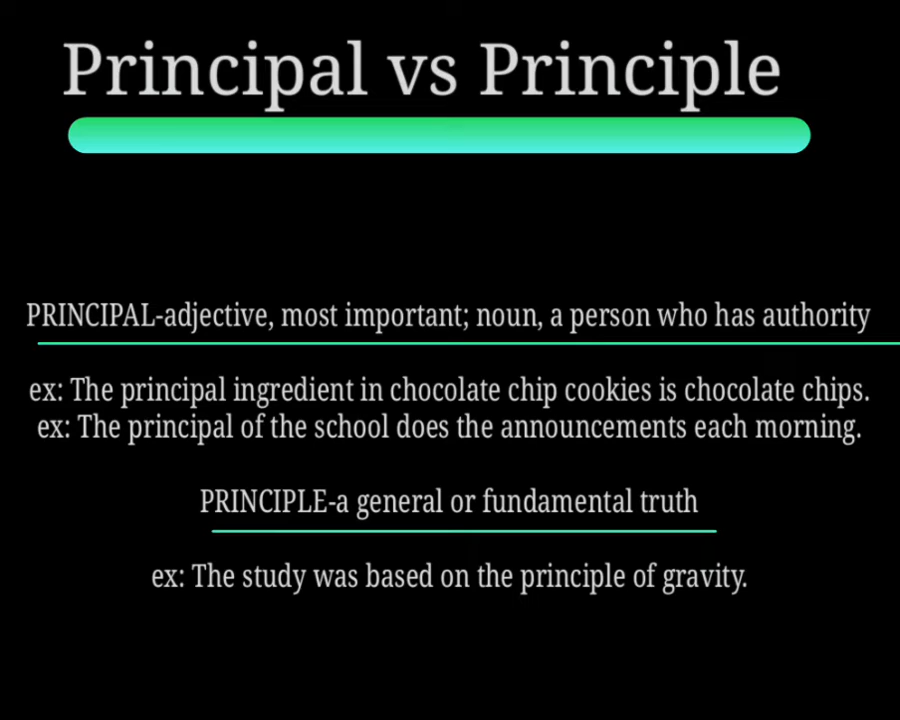 Principal vs Principle
PRINCIPAL-adjective, most important; noun, a person who has authority
ex: The principal ingredient in chocolate chip cookies is chocolate chips.
ex: The principal of the school does the announcements each morning.
PRINCIPLE-a general or fundamental truth
ex: The study was based on the principle of gravity.